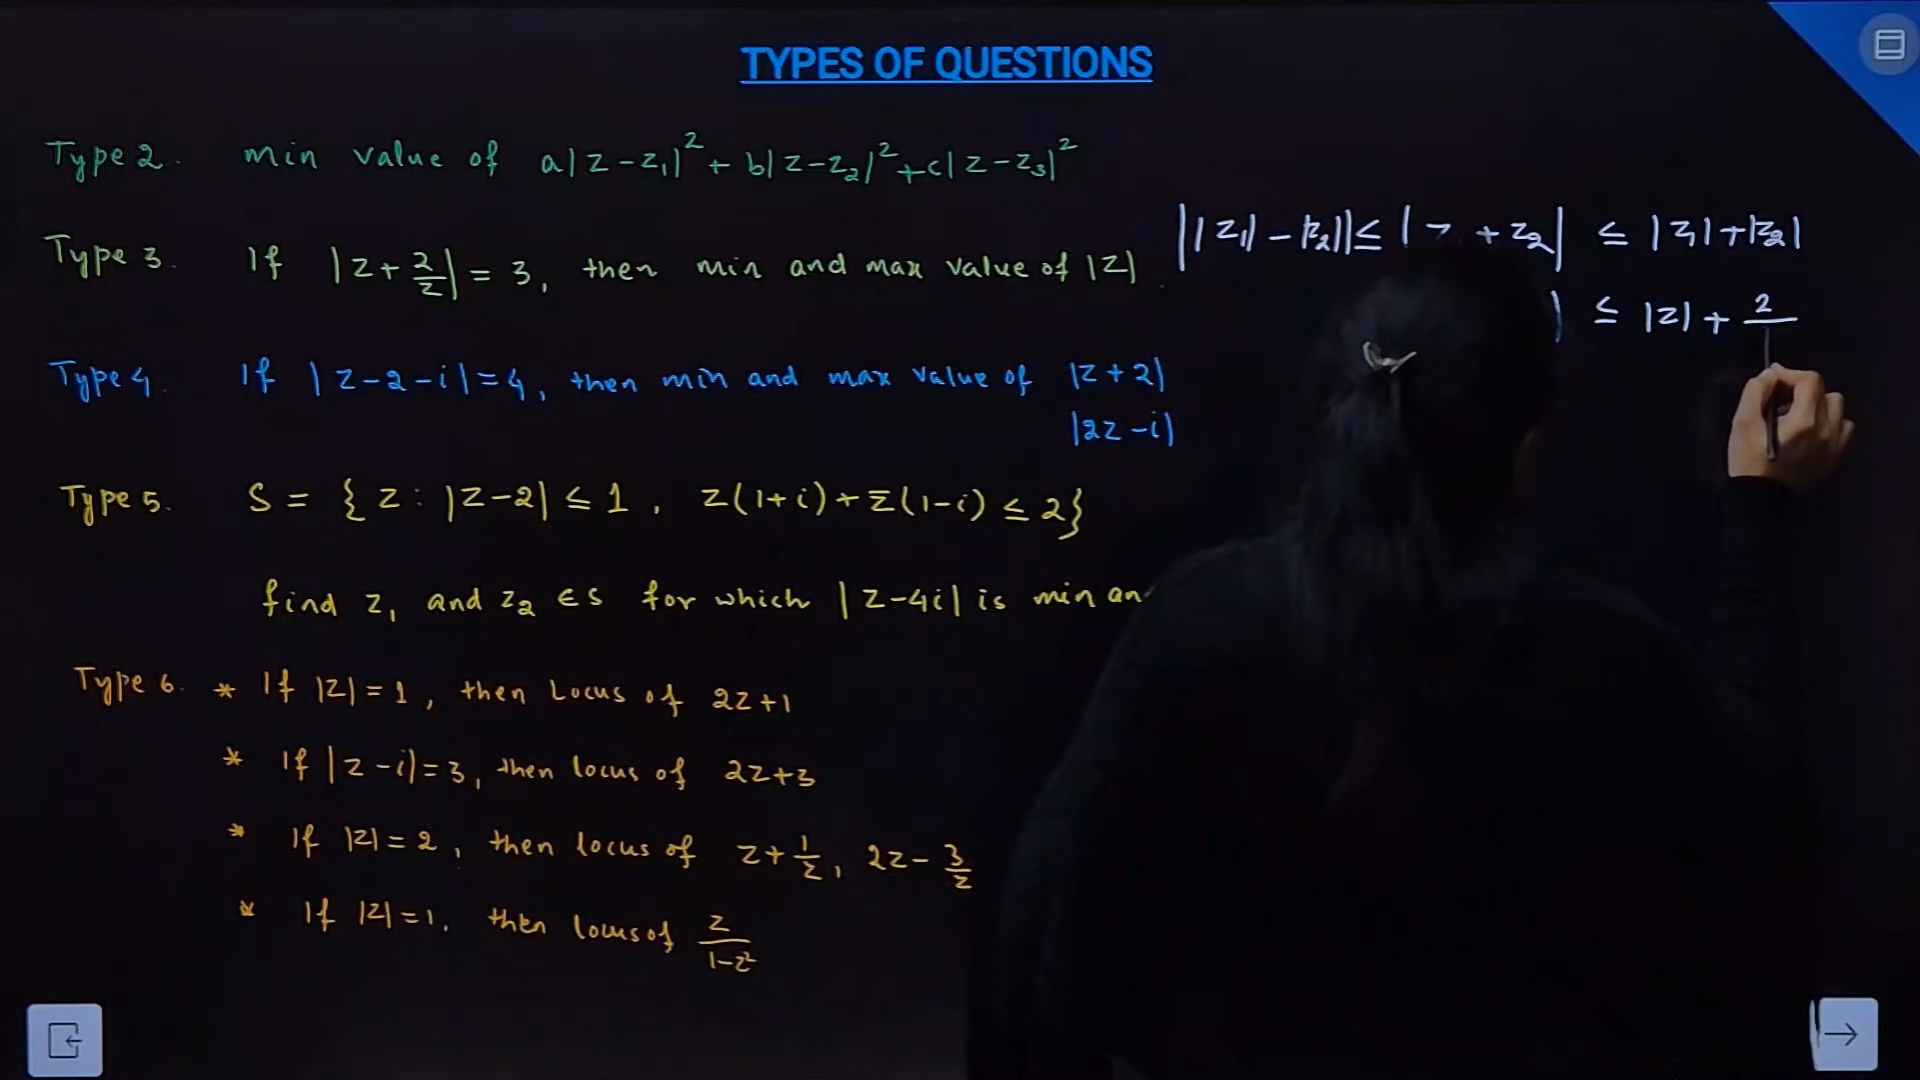 TYPES OF QUESTIONS
Type 2. min value of a|z-z₁|² + b|z-z₂|² + c|z-z₃|²
||z₁| - |z₂|| ≤ |z + z₂| ≤ |z₁| + |z₂|
Type 3. If |z + 2/z| = 3, then min and max value of |z|.
| ≤ |z| + 2/
Type 4. If |z-2-i| = 4, then min and max value of |z+2|
|2z-i|
Type 5. S = { z : |z-2| ≤ 1, z(1+i) + z̅(1-i) ≤ 2}
find z₁ and z₂ ∈ S for which |z-4i| is min an
Type 6. * If |z| = 1, then Locus of 2z+1
* If |z-i| = 3, then locus of 2z+3
* If |z| = 2, then locus of z + 1/z, 2z - 3/z
* If |z| = 1, then locus of z/(1-z²)